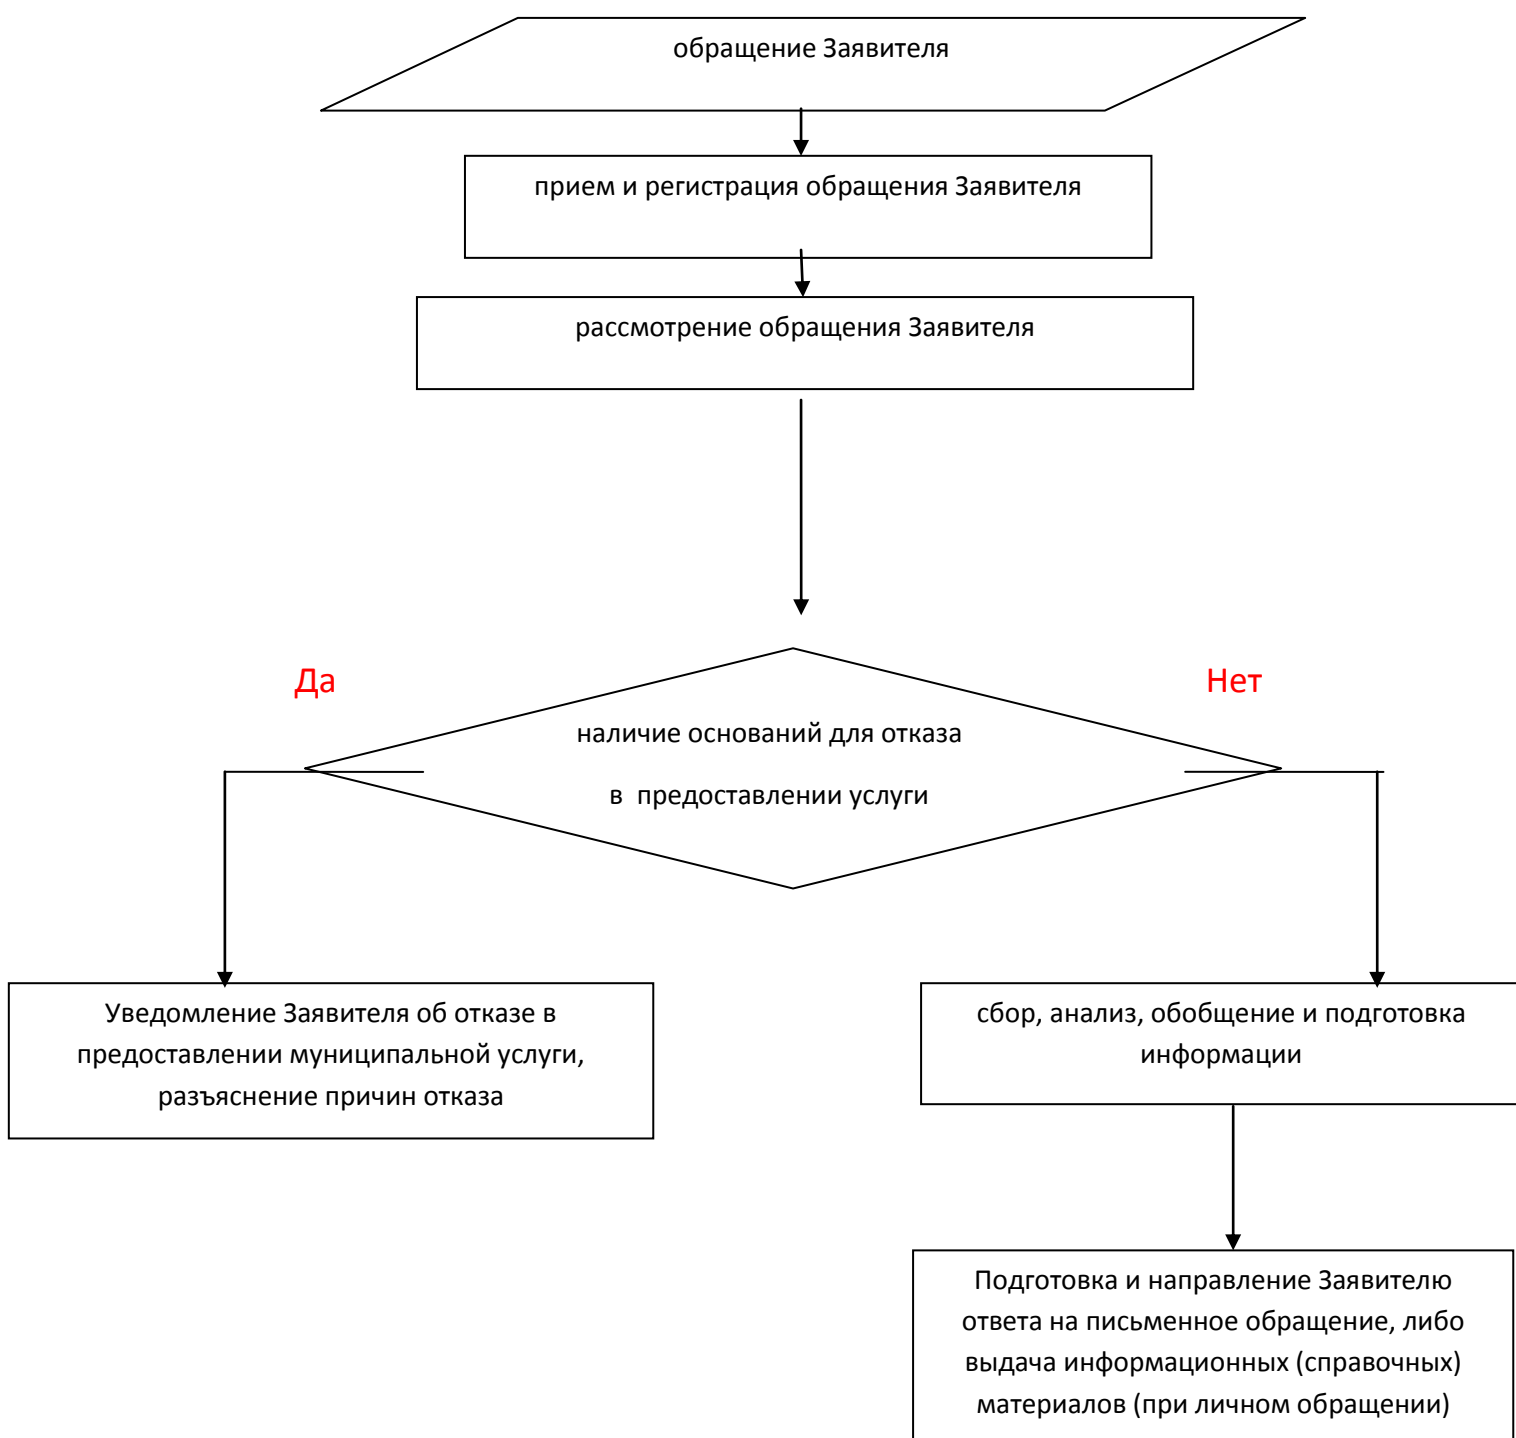 обращение Заявителя
прием и регистрация обращения Заявителя
рассмотрение обращения Заявителя
Да
Нет
наличие оснований для отказа
в предоставлении услуги
Уведомление Заявителя об отказе в
предоставлении муниципальной услуги,
разъяснение причин отказа
сбор, анализ, обобщение и подготовка
информации
Подготовка и направление Заявителю
ответа на письменное обращение, либо
выдача информационных (справочных)
материалов (при личном обращении)